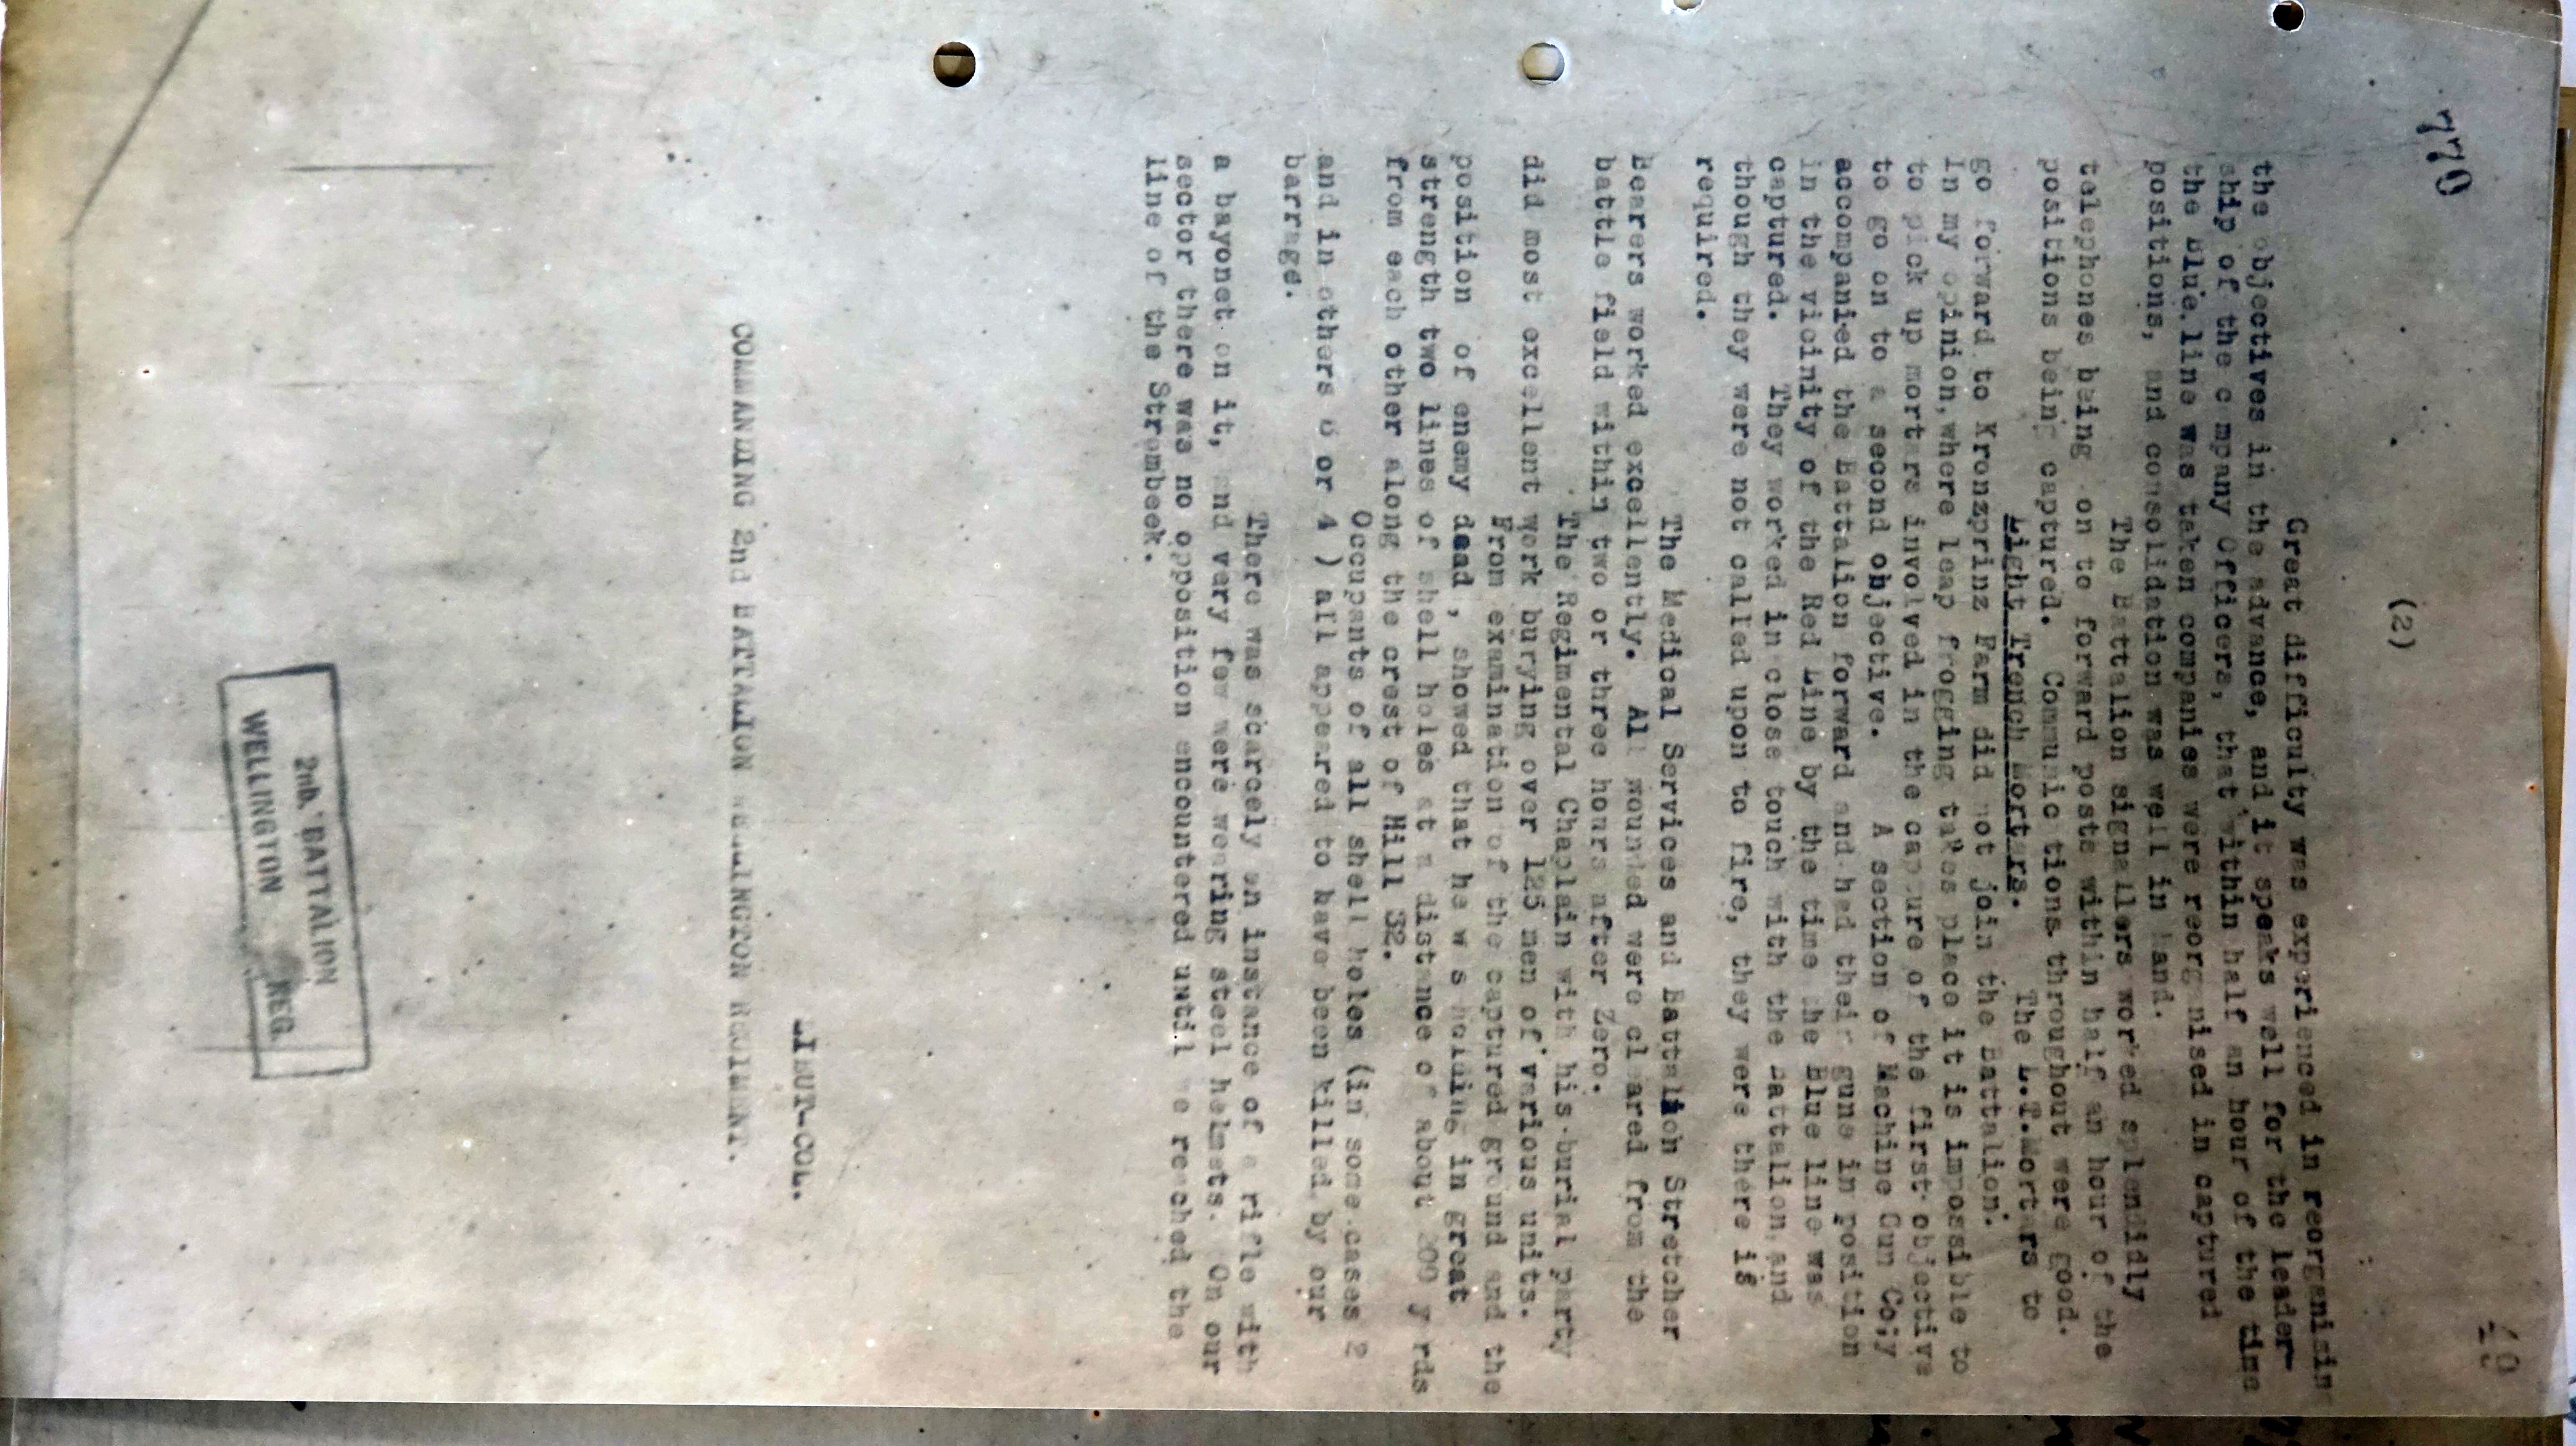 770
(2)
Great difficulty was experienced in reorganisin
the objectives in the advance, and it speaks well for the leader-
ship of the company Officers, that within half an hour of the time
the Blue line was taken companies were reorganised in captured
positions, and consolidation was well in hand.
The Battalion signallers worked splendidly
telephones being on to forward posts within half an hour of the
positions being captured. Communications throughout were good.
Light Trench Mortars. The L.T.Mortars to
go forward to Kronzprinz Farm did not join the Battalion.
In my opinion, where leap frogging takes place it is impossible to
to pick up mortars involved in the capture of the first objective
to go on to a second objective. A section of Machine Gun Coiy
accompanied the Battalion forward and had their guns in position
in the vicinity of the Red Line by the time the Blue line was
captured. They worked in close touch with the Battalion and
though they were not called upon to fire, they were there if
required.
The Medical Services and Battalion Stretcher
Bearers worked excellently. All wounded were cleared from the
battle field within two or three hours after Zero.
The Regimental Chaplain with his burial party
did most excellent work burying over 125 men of various units.
From examination of the captured ground and the
position of enemy dead, showed that he was holding in great
strength two lines of shell holes at a distance of about 200 yards
from each other along the crest of Hill 32.
Occupants of all shell holes (in some cases 2
and in others 3 or 4 ) all appeared to have been killed by our
barrage.
There was scarcely an instance of a rifle with
a bayonet on it, and very few were wearing steel helmets. On our
sector there was no opposition encountered until we reached the
line of the Strombeek.
LIEUT-COL.
COMMANDING 2nd BATTALION WELLINGTON REGIMENT.
2ND. BATTALION
WELLINGTON REG.